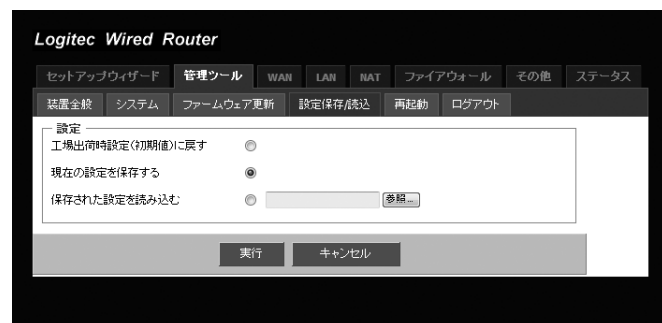 Logitec Wired Router
セットアップウィザード 管理ツール WAN LAN NAT ファイアウォール その他 ステータス
装置全般 システム ファームウェア更新 設定保存/読込 再起動 ログアウト
設定
工場出荷時設定(初期値)に戻す
現在の設定を保存する
保存された設定を読み込む 参照...
実行 キャンセル